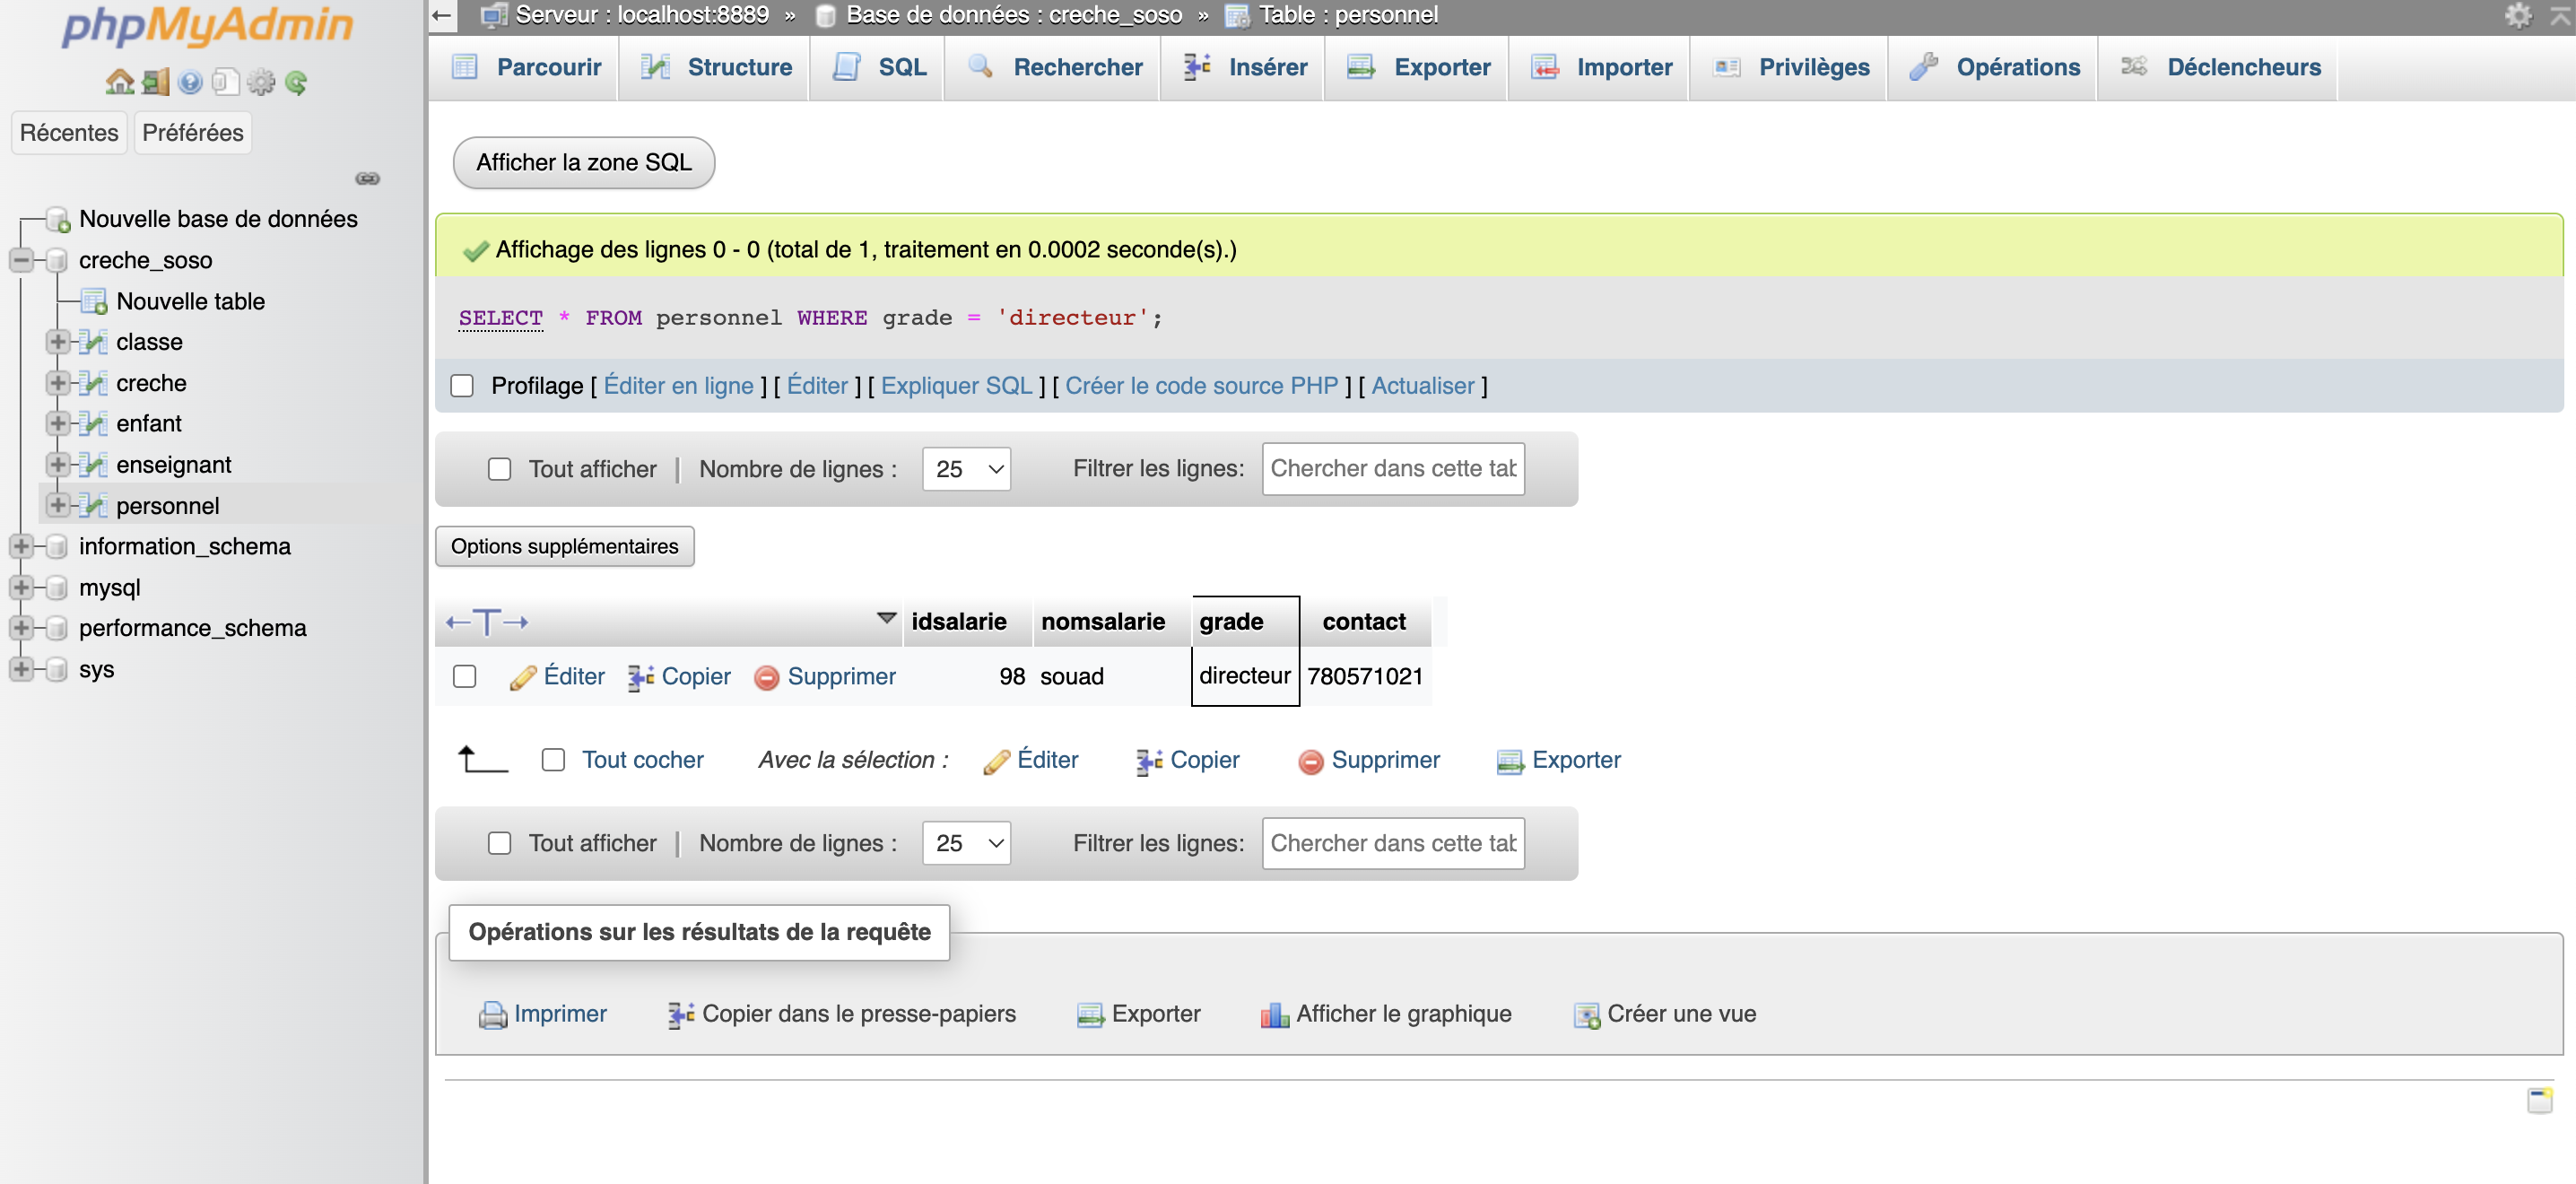 phpMyAdmin
Récentes Préférées
Nouvelle base de données
creche_soso
Nouvelle table
classe
creche
enfant
enseignant
personnel
information_schema
mysql
performance_schema
sys
Serveur : localhost:8889 » Base de données : creche_soso » Table : personnel
Parcourir Structure SQL Rechercher Insérer Exporter Importer Privilèges Opérations Déclencheurs
Afficher la zone SQL
Affichage des lignes 0 - 0 (total de 1, traitement en 0.0002 seconde(s).)
SELECT * FROM personnel WHERE grade = 'directeur';
Profilage [ Éditer en ligne ] [ Éditer ] [ Expliquer SQL ] [ Créer le code source PHP ] [ Actualiser ]
Tout afficher | Nombre de lignes : 25 Filtrer les lignes: Chercher dans cette tab
Options supplémentaires
←T→ idsalarie nomsalarie grade contact
Éditer Copier Supprimer 98 souad directeur 780571021
Tout cocher Avec la sélection : Éditer Copier Supprimer Exporter
Tout afficher | Nombre de lignes : 25 Filtrer les lignes: Chercher dans cette tab
Opérations sur les résultats de la requête
Imprimer Copier dans le presse-papiers Exporter Afficher le graphique Créer une vue